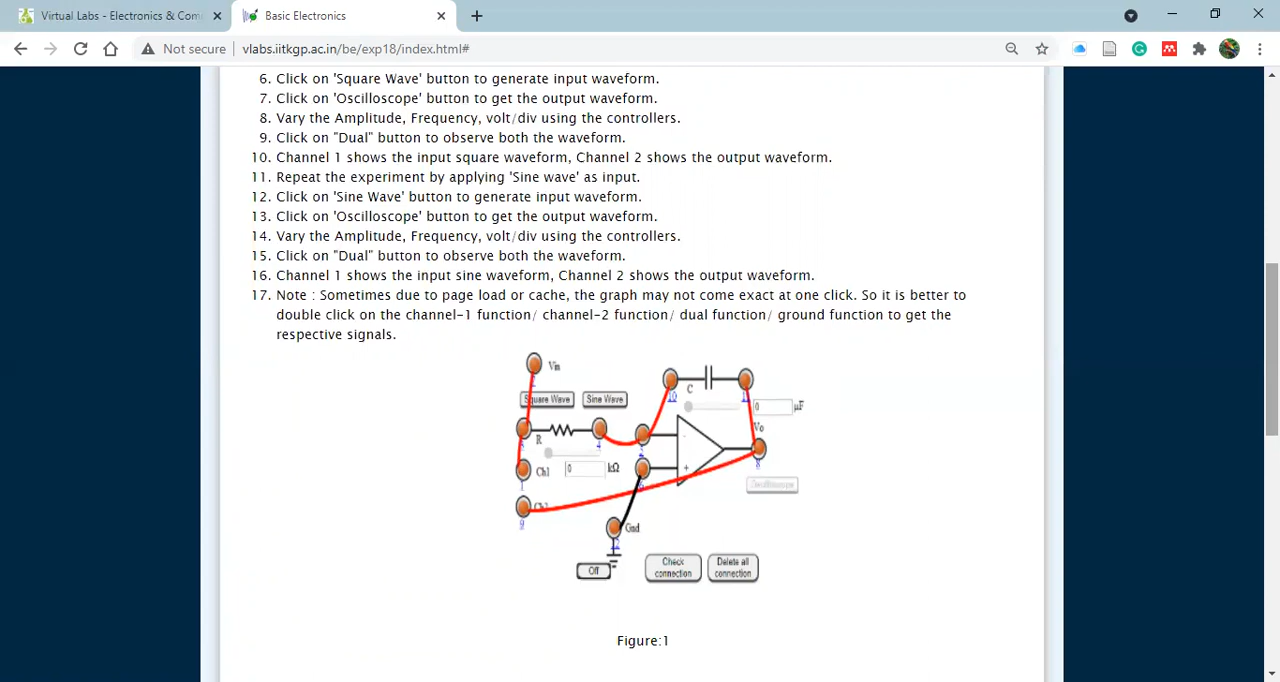 Virtual Labs - Electronics & Com
Basic Electronics
Not secure
vlabs.iitkgp.ac.in/be/exp18/index.html#
6. Click on 'Square Wave' button to generate input waveform.
7. Click on 'Oscilloscope' button to get the output waveform.
8. Vary the Amplitude, Frequency, volt/div using the controllers.
9. Click on "Dual" button to observe both the waveform.
10. Channel 1 shows the input square waveform, Channel 2 shows the output waveform.
11. Repeat the experiment by applying 'Sine wave' as input.
12. Click on 'Sine Wave' button to generate input waveform.
13. Click on 'Oscilloscope' button to get the output waveform.
14. Vary the Amplitude, Frequency, volt/div using the controllers.
15. Click on "Dual" button to observe both the waveform.
16. Channel 1 shows the input sine waveform, Channel 2 shows the output waveform.
17. Note : Sometimes due to page load or cache, the graph may not come exact at one click. So it is better to
double click on the channel-1 function/ channel-2 function/ dual function/ ground function to get the
respective signals.
Vin
Square Wave
Sine Wave
C
10
0
µF
Vo
R
4
- 
Ch1
0
kΩ
+
8
1
Oscilloscope
9
Gnd
12
Off
Check
connection
Delete all
connection
Figure:1